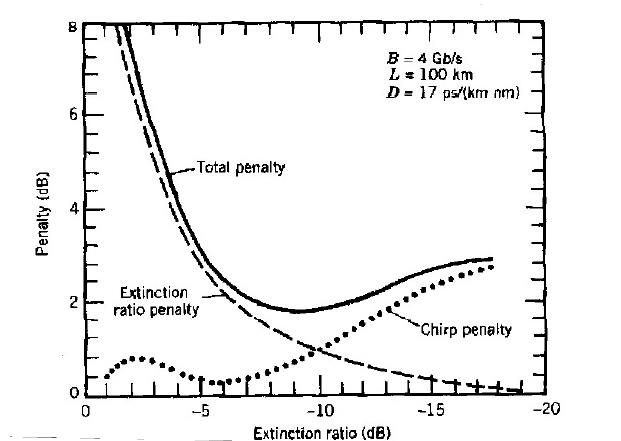 8
B = 4 Gb/s
L = 100 km
D = 17 ps/(km nm)
6
Total penalty
Penalty (dB)
4
Extinction
ratio penalty
2
Chirp penalty
0
0 -5 -10 -15 -20
Extinction ratio (dB)